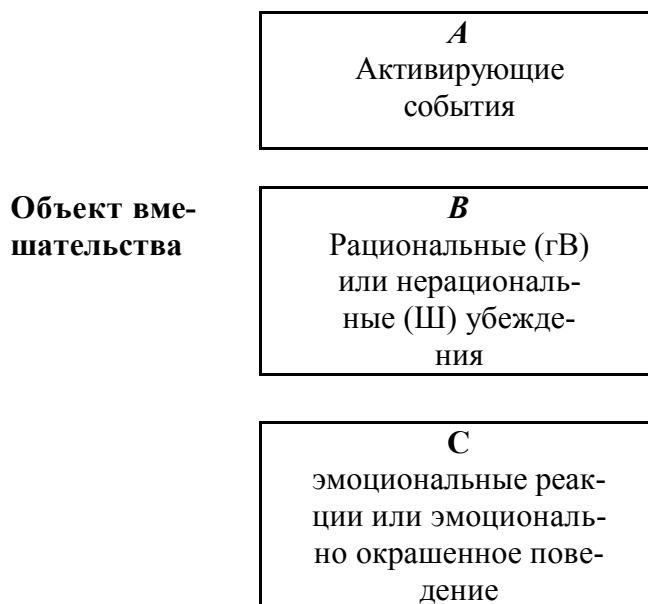 A
Активирующие
события
Объект вме-
шательства
B
Рациональные (гВ)
или нерациональ-
ные (Ш) убежде-
ния
С
эмоциональные реак-
ции или эмоциональ-
но окрашенное пове-
дение